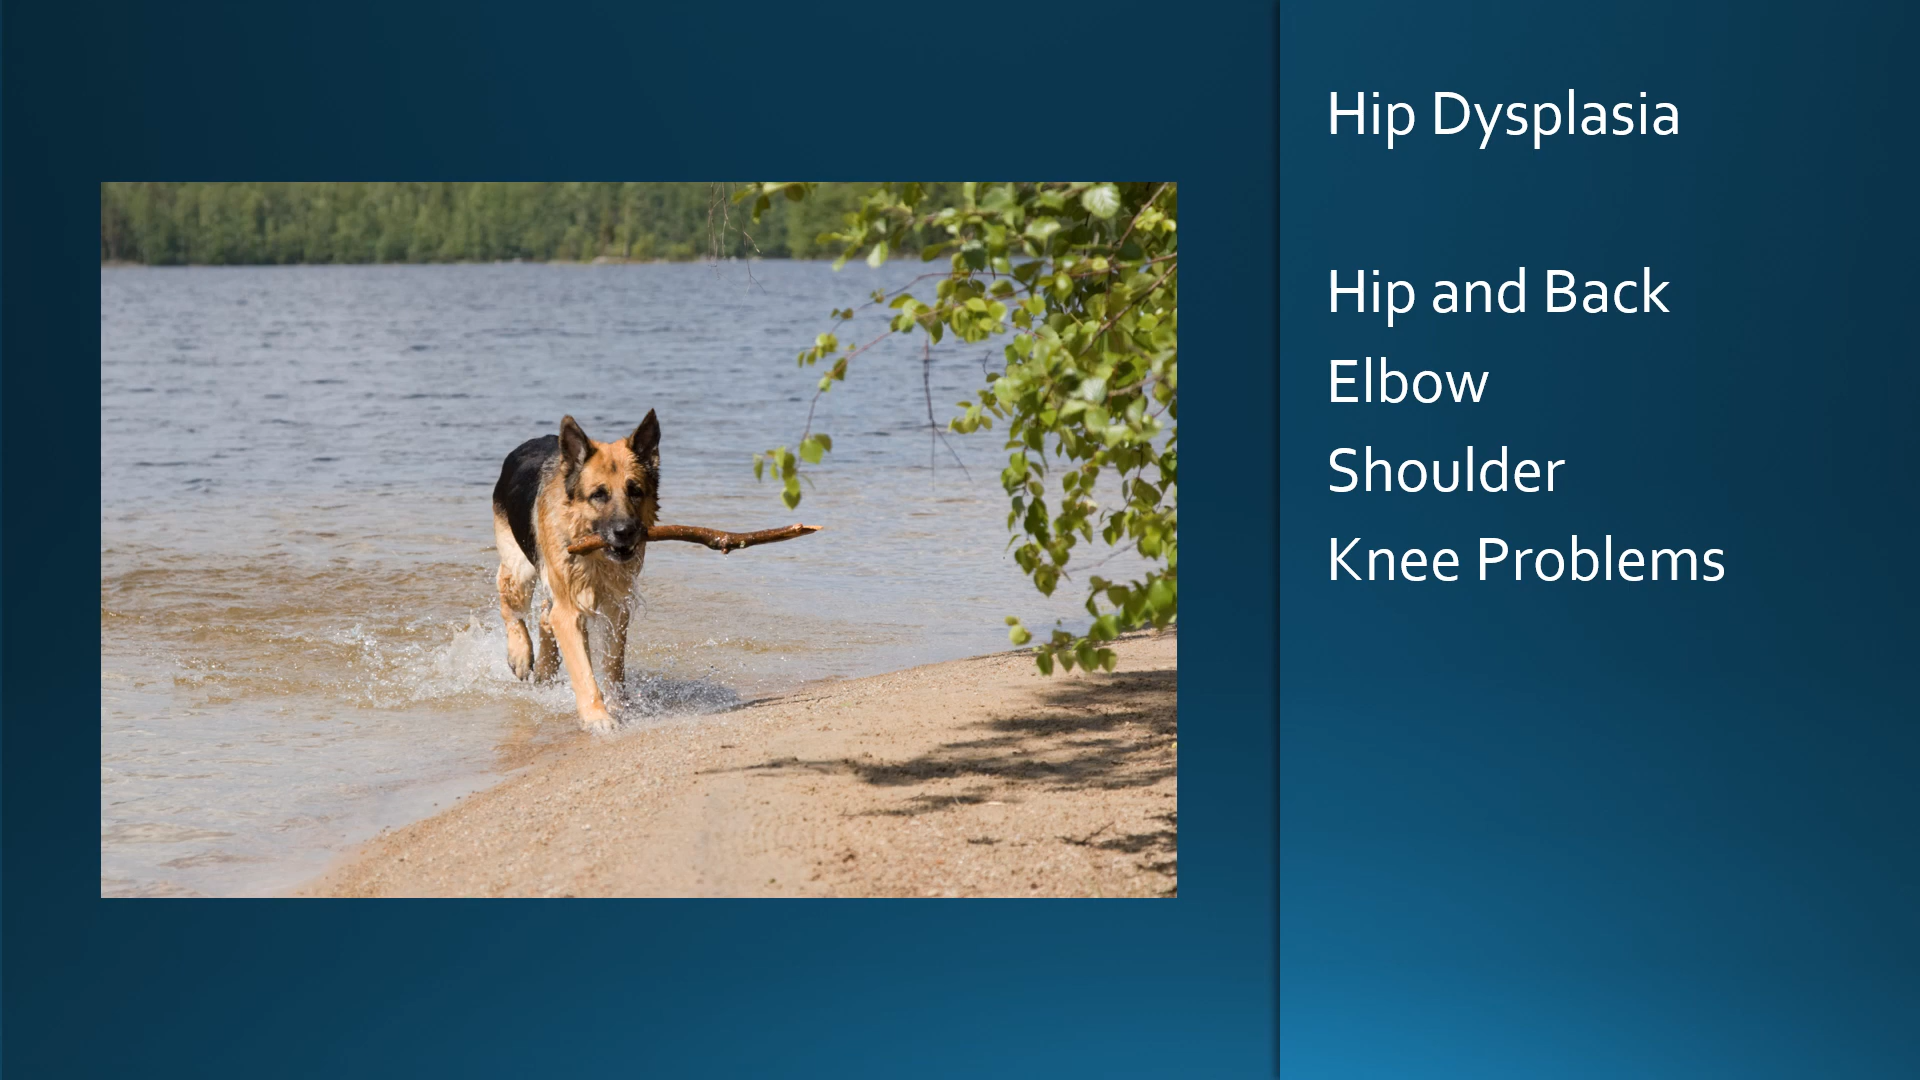 Hip Dysplasia
Hip and Back
Elbow
Shoulder
Knee Problems